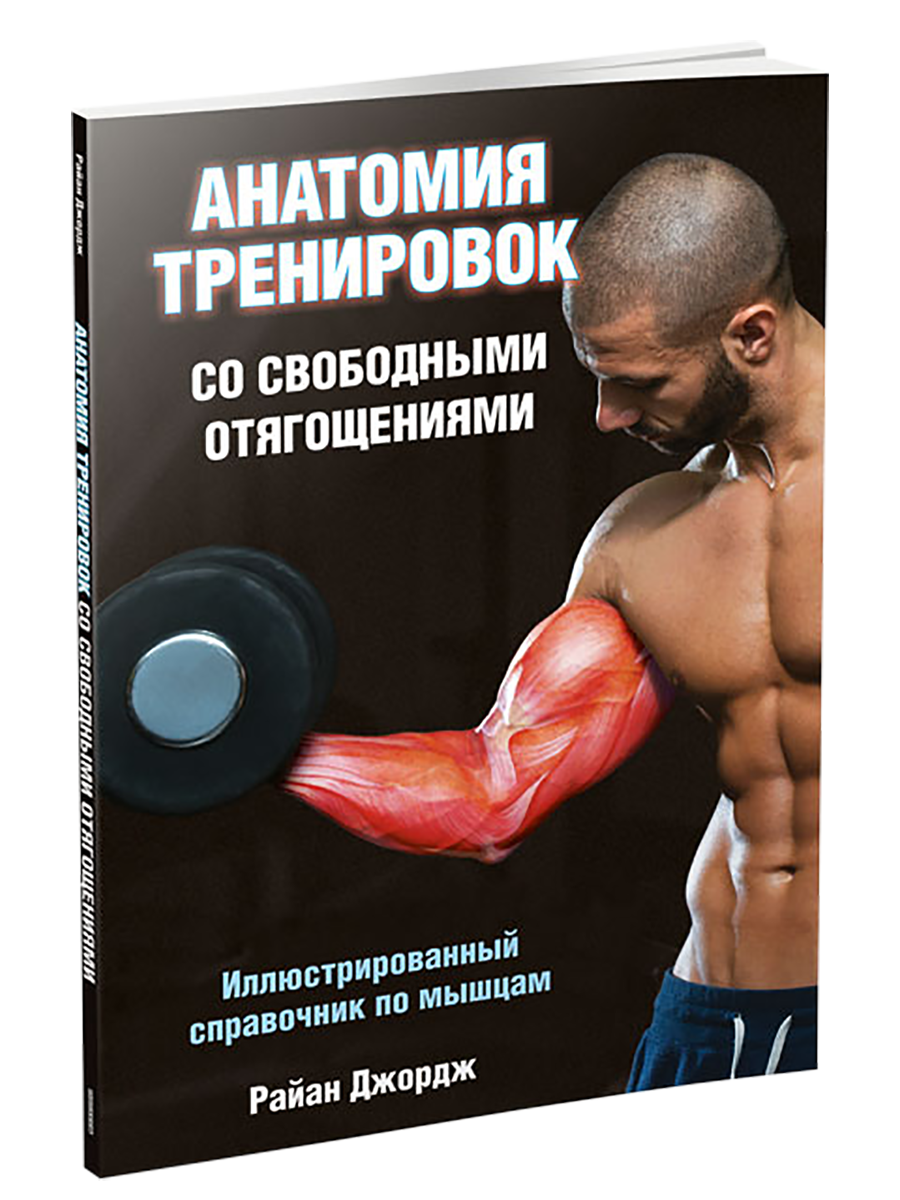 АНАТОМИЯ
ТРЕНИРОВОК
СО СВОБОДНЫМИ
ОТЯГОЩЕНИЯМИ
Иллюстрированный
справочник по мышцам
Райан Джордж
Райан Джордж
АНАТОМИЯ ТРЕНИРОВОК СО СВОБОДНЫМИ ОТЯГОЩЕНИЯМИ